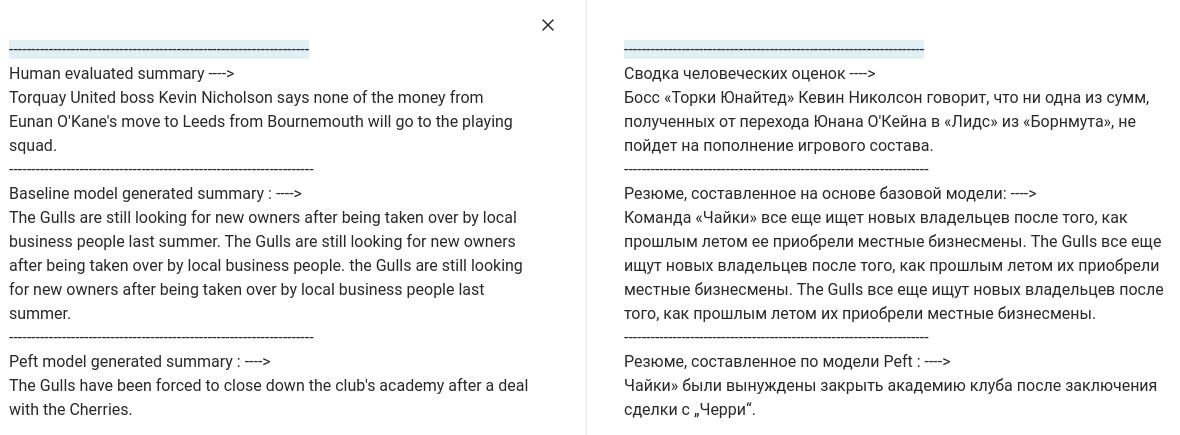 --------------------------------------------------------------------
Human evaluated summary ---->
Torquay United boss Kevin Nicholson says none of the money from
Eunan O'Kane's move to Leeds from Bournemouth will go to the playing
squad.
---------------------------------------------------------------------
Baseline model generated summary : ---->
The Gulls are still looking for new owners after being taken over by local
business people last summer. The Gulls are still looking for new owners
after being taken over by local business people. the Gulls are still looking
for new owners after being taken over by local business people last
summer.
---------------------------------------------------------------------
Peft model generated summary : ---->
The Gulls have been forced to close down the club's academy after a deal
with the Cherries.
--------------------------------------------------------------------
Сводка человеческих оценок ---->
Босс «Торки Юнайтед» Кевин Николсон говорит, что ни одна из сумм,
полученных от перехода Юнана О'Кейна в «Лидс» из «Борнмута», не
пойдет на пополнение игрового состава.
---------------------------------------------------------------------
Резюме, составленное на основе базовой модели: ---->
Команда «Чайки» все еще ищет новых владельцев после того, как
прошлым летом ее приобрели местные бизнесмены. The Gulls все еще
ищут новых владельцев после того, как прошлым летом их приобрели
местные бизнесмены. The Gulls все еще ищут новых владельцев после
того, как прошлым летом их приобрели местные бизнесмены.
---------------------------------------------------------------------
Резюме, составленное по модели Peft : ---->
Чайки» были вынуждены закрыть академию клуба после заключения
сделки с „Черри“.